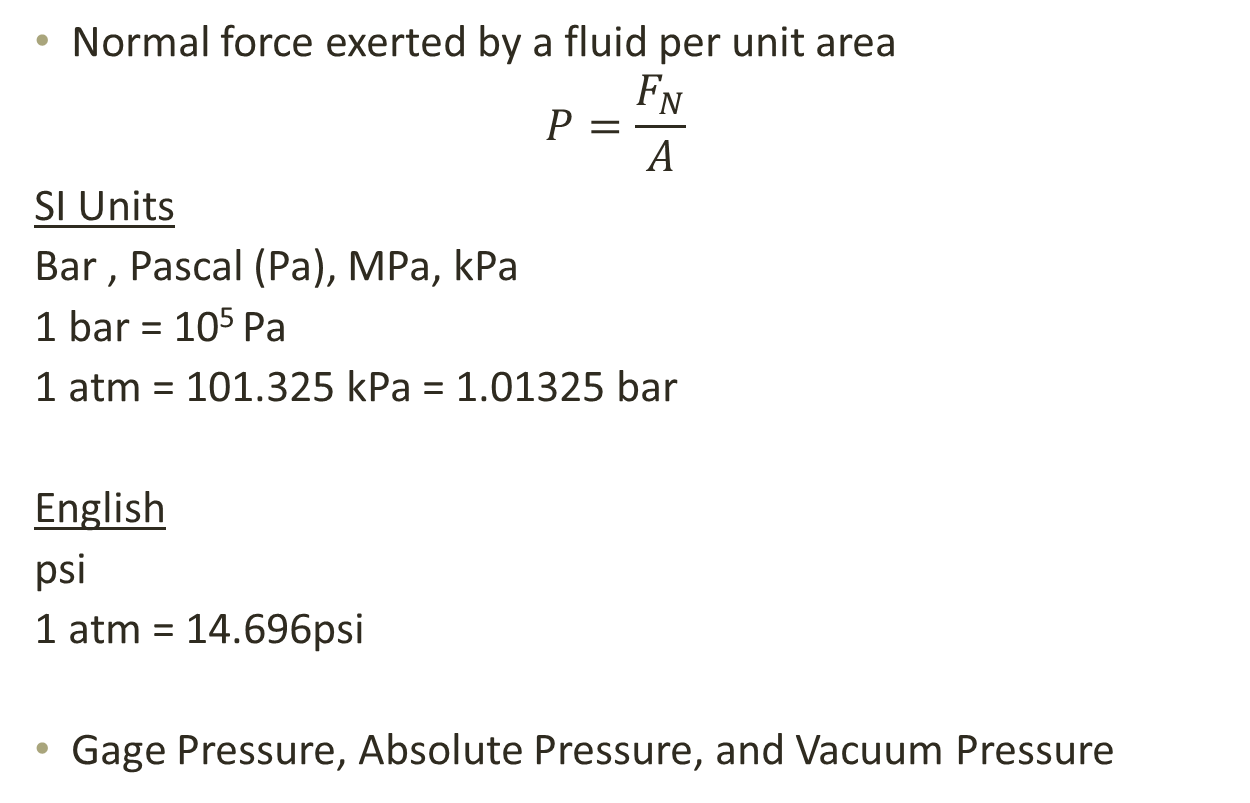 • Normal force exerted by a fluid per unit area
P = F_N / A
SI Units
Bar , Pascal (Pa), MPa, kPa
1 bar = 10⁵ Pa
1 atm = 101.325 kPa = 1.01325 bar
English
psi
1 atm = 14.696psi
• Gage Pressure, Absolute Pressure, and Vacuum Pressure